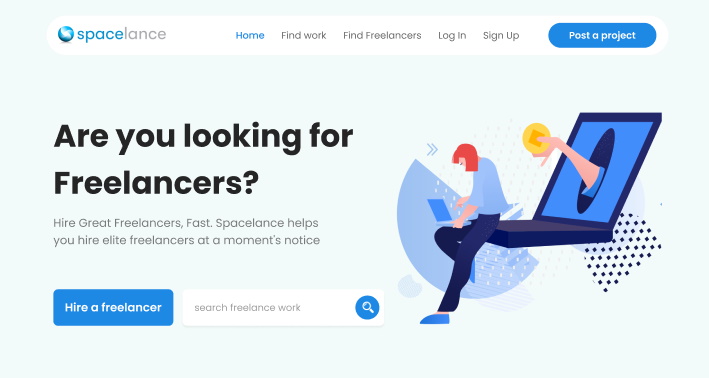 spacelance
Home
Find work
Find Freelancers
Log In
Sign Up
Post a project
Are you looking for
Freelancers?
Hire Great Freelancers, Fast. Spacelance helps
you hire elite freelancers at a moment's notice
Hire a freelancer
search freelance work